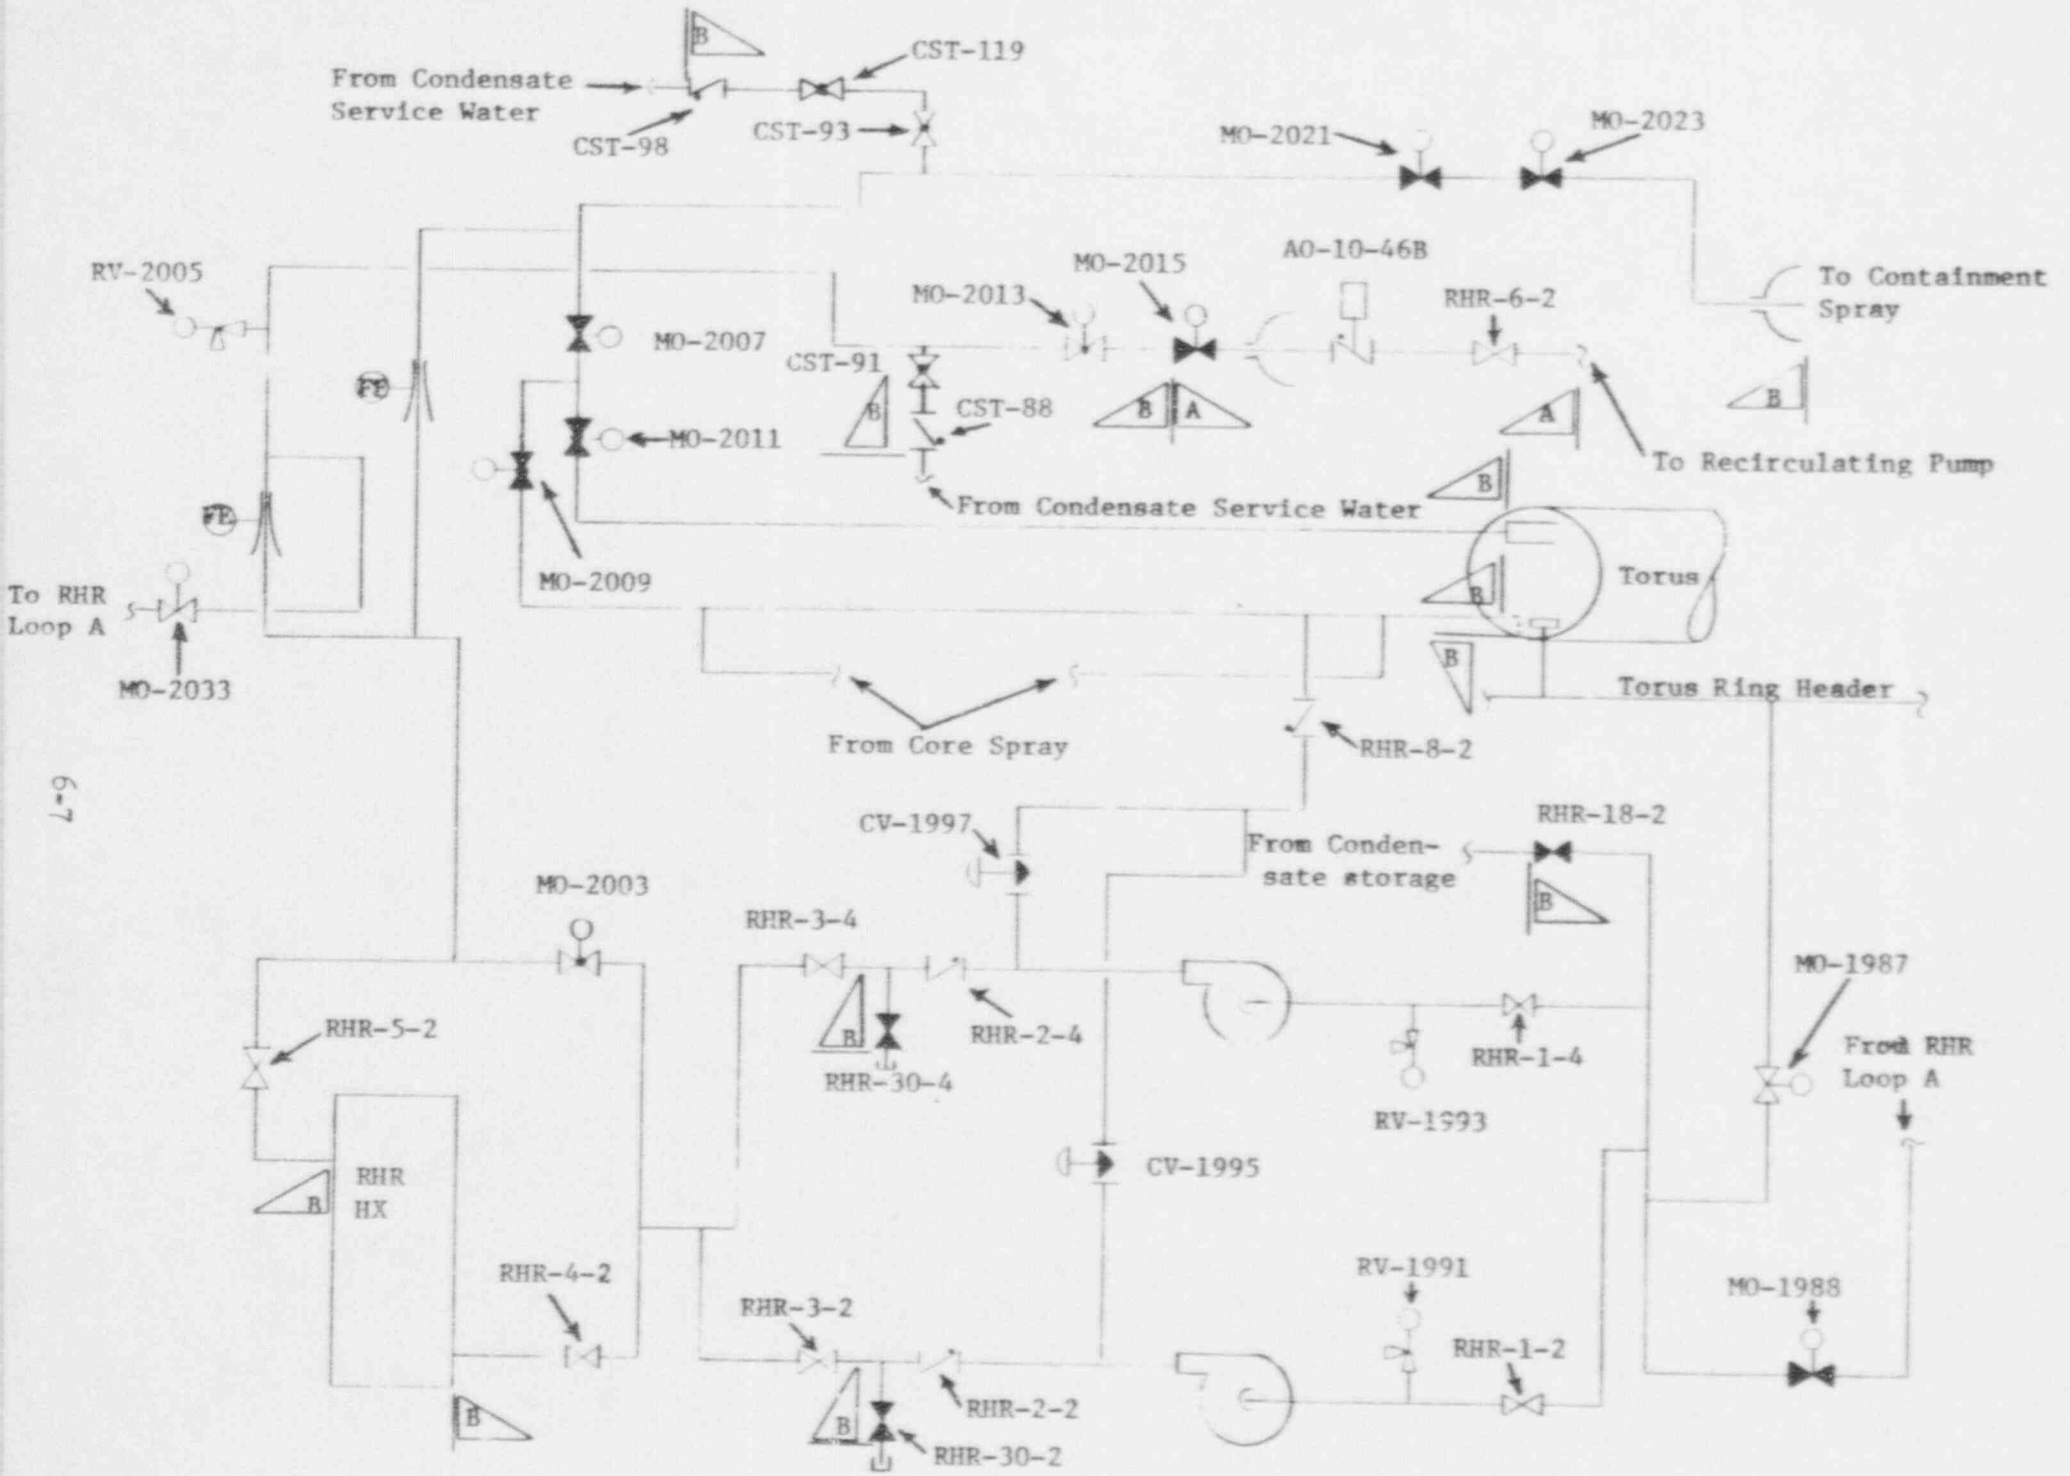 B
CST-119
From Condensate
Service Water
CST-98
CST-93
MO-2021
MO-2023
RV-2005
MO-2013
MO-2015
AO-10-46B
RHR-6-2
To Containment
Spray
B
MO-2007
CST-91
B
CST-88
B
A
A
FE
MO-2011
To Recirculating Pump
B
From Condensate Service Water
FE
MO-2009
To RHR
Loop A
MO-2033
B
Torus
B
Torus Ring Header
From Core Spray
RHR-8-2
6-7
CV-1997
RHR-18-2
From Conden-
sate storage
B
MO-2003
RHR-3-4
MO-1987
RHR-5-2
B
RHR-2-4
RHR-30-4
RHR-1-4
From RHR
Loop A
RV-1993
CV-1995
RHR
HX
B
RHR-4-2
RHR-3-2
RV-1991
MO-1988
RHR-1-2
B
B
RHR-2-2
RHR-30-2